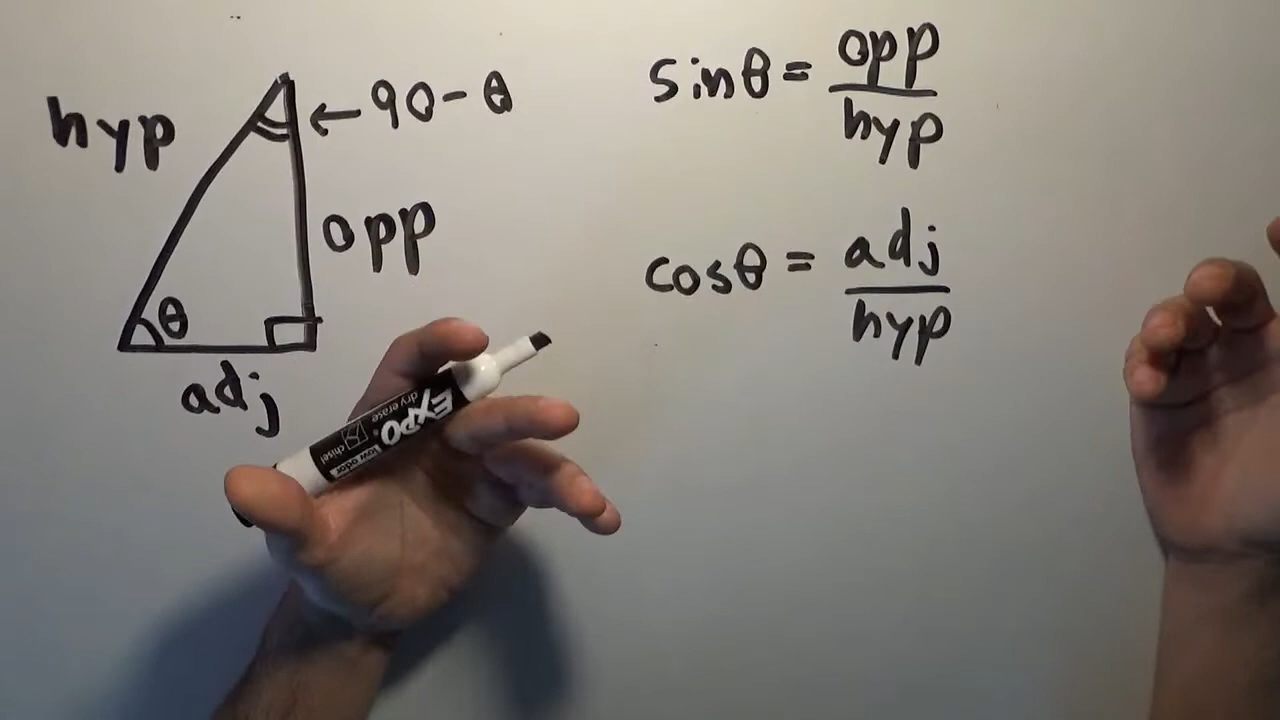 hyp
←90-θ
opp
θ
adj
sinθ = opp
hyp
cosθ = adj
hyp
EXPO
dry erase
low odor
chisel